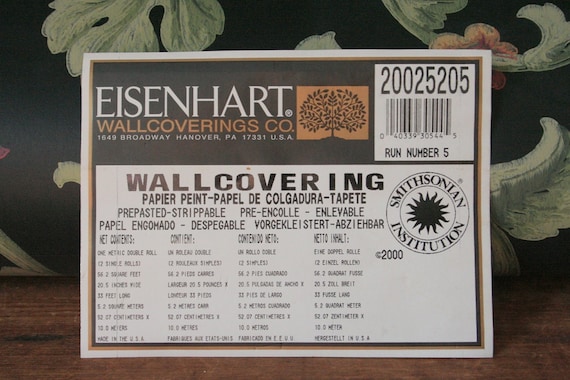 EISENHART®
WALLCOVERINGS CO.
1649 BROADWAY HANOVER, PA 17331 U.S.A.
20025205
0 40339 30544 5
RUN NUMBER 5
WALLCOVERING
PAPIER PEINT-PAPEL DE COLGADURA-TAPETE
PREPASTED-STRIPPABLE PRE-ENCOLLE - ENLEVABLE
PAPEL ENGOMADO - DESPEGABLE VORGEKLEISTERT-ABZIEHBAR
SMITHSONIAN INSTITUTION
©2000
NET CONTENTS: CONTIENT: CONTENIDO NETO: NETTO INHALT:
ONE METRIC DOUBLE ROLL UN ROLEAU DOUBLE UN ROLLO DOBLE EINE DOPPEL ROLLE
(2 SINGLE ROLLS) (2 ROULEAUX SIMPLES) (2 SIMPLES) (2 EINZEL ROLLEN)
56.2 SQUARE FEET 56.2 PIEDS CARRES 56.2 PIES CUADRADO 56.2 QUADRAT FUSSE
20.5 INCHES WIDE LARGEUR 20.5 POUNCES X 20.5 PULGADAS DE ANCHO X 20.5 ZOLL BREIT
33 FEET LONG LONTEUR 33 PIEDS 33 PIES DE LARGO 33 FUSSE LANG
5.2 SQUARE METERS 5.2 METRES CARR 5.2 METROS CUADRADO 5.2 QUADRAT METER
52.07 CENTIMETERS X 52.07 CENTIMETRES X 52.07 CENTIMETROS X 52.07 CENTIMETER X
10.0 METERS 10.0 METRES 10.0 METROS 10.0 METER
MADE IN THE U.S.A. FABRIQUES AUX ETATS-UNIS FABRICADO EN E.E.U.U HERGESTELLT IN U.S.A